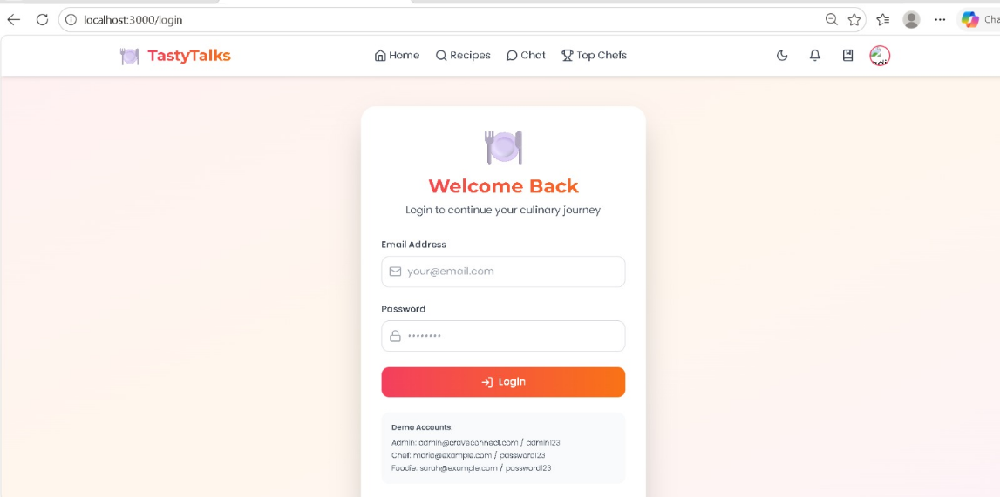 localhost:3000/login
Cha
TastyTalks
Home
Recipes
Chat
Top Chefs
Welcome Back
Login to continue your culinary journey
Email Address
your@email.com
Password
••••••••
Login
Demo Accounts:
Admin: admin@craveconnect.com / admin123
Chef: maria@example.com / password123
Foodie: sarah@example.com / password123